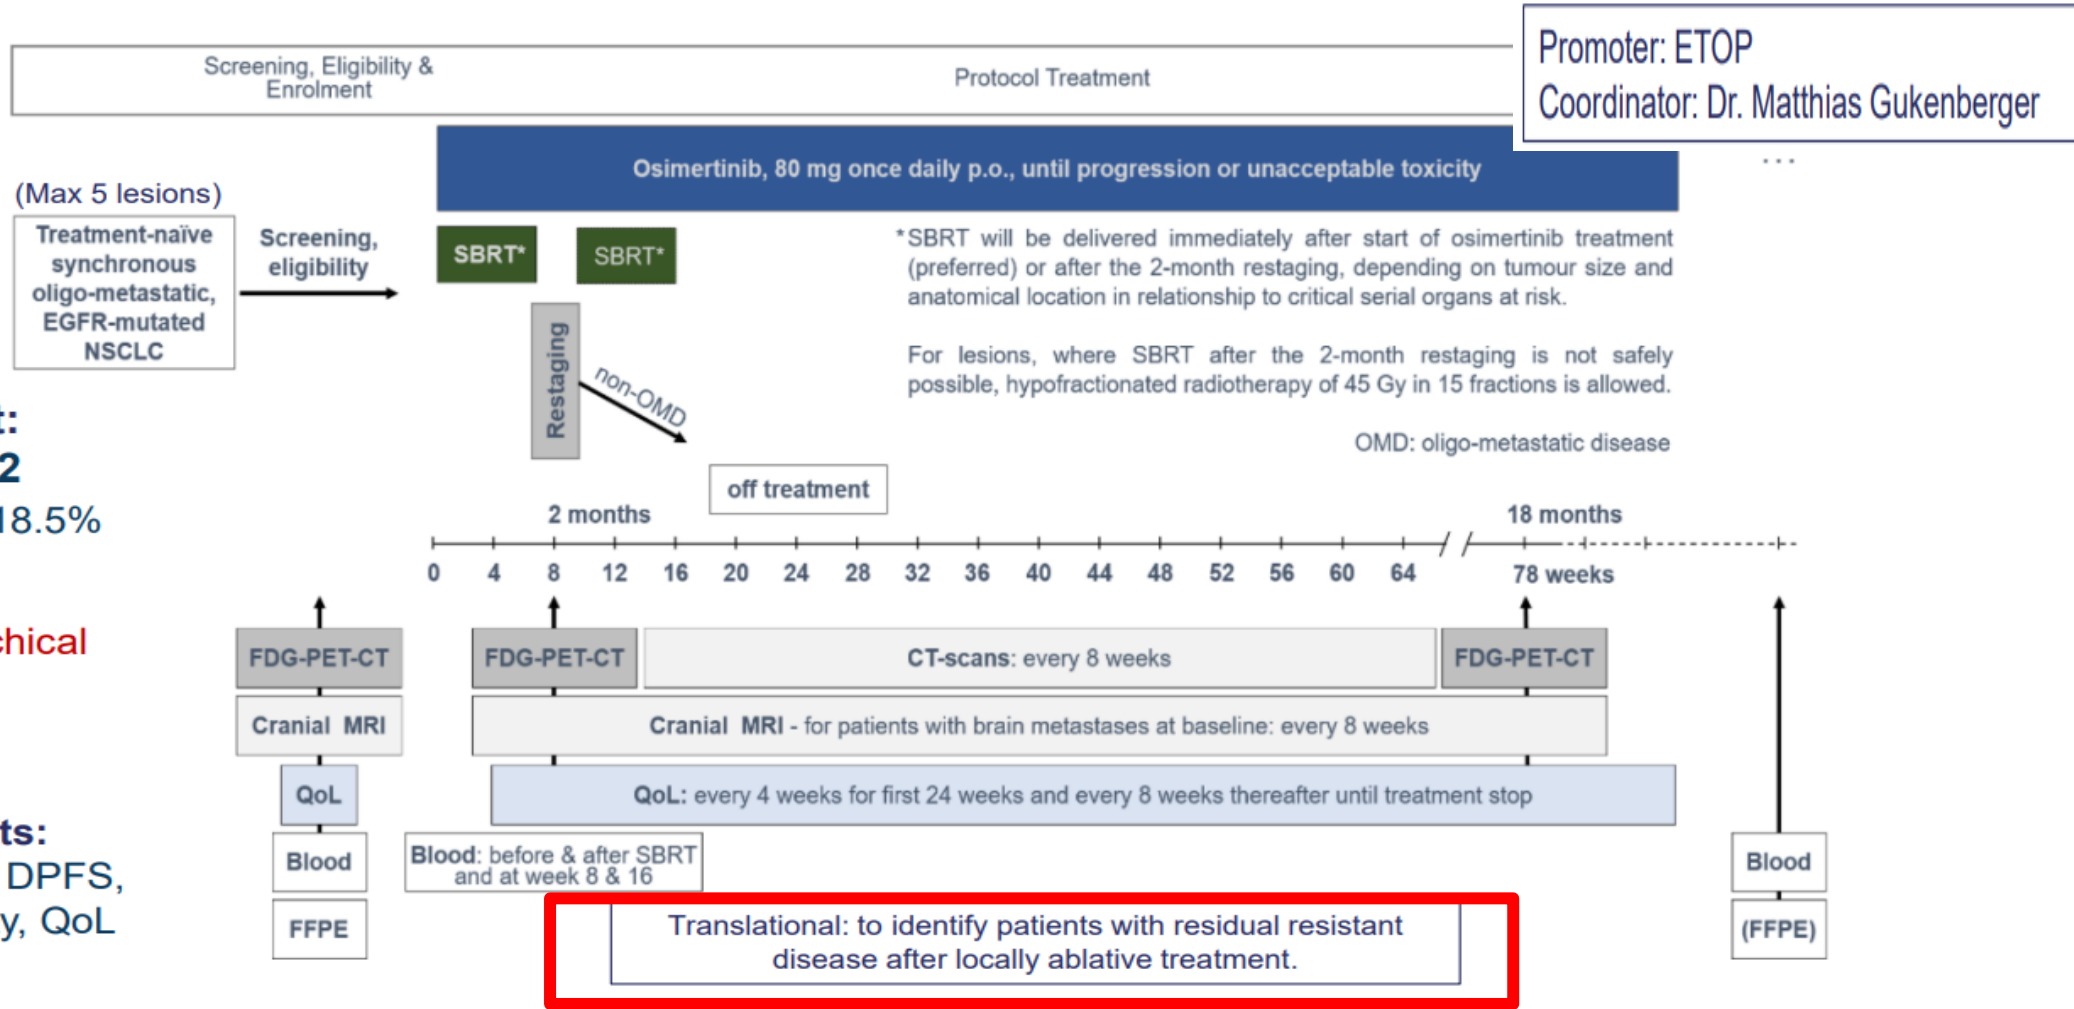 Promoter: ETOP
Coordinator: Dr. Matthias Gukenberger
Screening, Eligibility &
Enrolment
Protocol Treatment
Osimertinib, 80 mg once daily p.o., until progression or unacceptable toxicity
...
(Max 5 lesions)
Treatment-naïve
synchronous
oligo-metastatic,
EGFR-mutated
NSCLC
Screening,
eligibility
SBRT*
SBRT*
*SBRT will be delivered immediately after start of osimertinib treatment
(preferred) or after the 2-month restaging, depending on tumour size and
anatomical location in relationship to critical serial organs at risk.
For lesions, where SBRT after the 2-month restaging is not safely
possible, hypofractionated radiotherapy of 45 Gy in 15 fractions is allowed.
OMD: oligo-metastatic disease
Restaging
non-OMD
off treatment
t:
2
18.5%
chical
ts:
DPFS,
y, QoL
2 months
18 months
0 4 8 12 16 20 24 28 32 36 40 44 48 52 56 60 64 78 weeks
FDG-PET-CT
FDG-PET-CT
CT-scans: every 8 weeks
FDG-PET-CT
Cranial MRI
Cranial MRI - for patients with brain metastases at baseline: every 8 weeks
QoL
QoL: every 4 weeks for first 24 weeks and every 8 weeks thereafter until treatment stop
Blood
Blood: before & after SBRT
and at week 8 & 16
Blood
FFPE
(FFPE)
Translational: to identify patients with residual resistant
disease after locally ablative treatment.